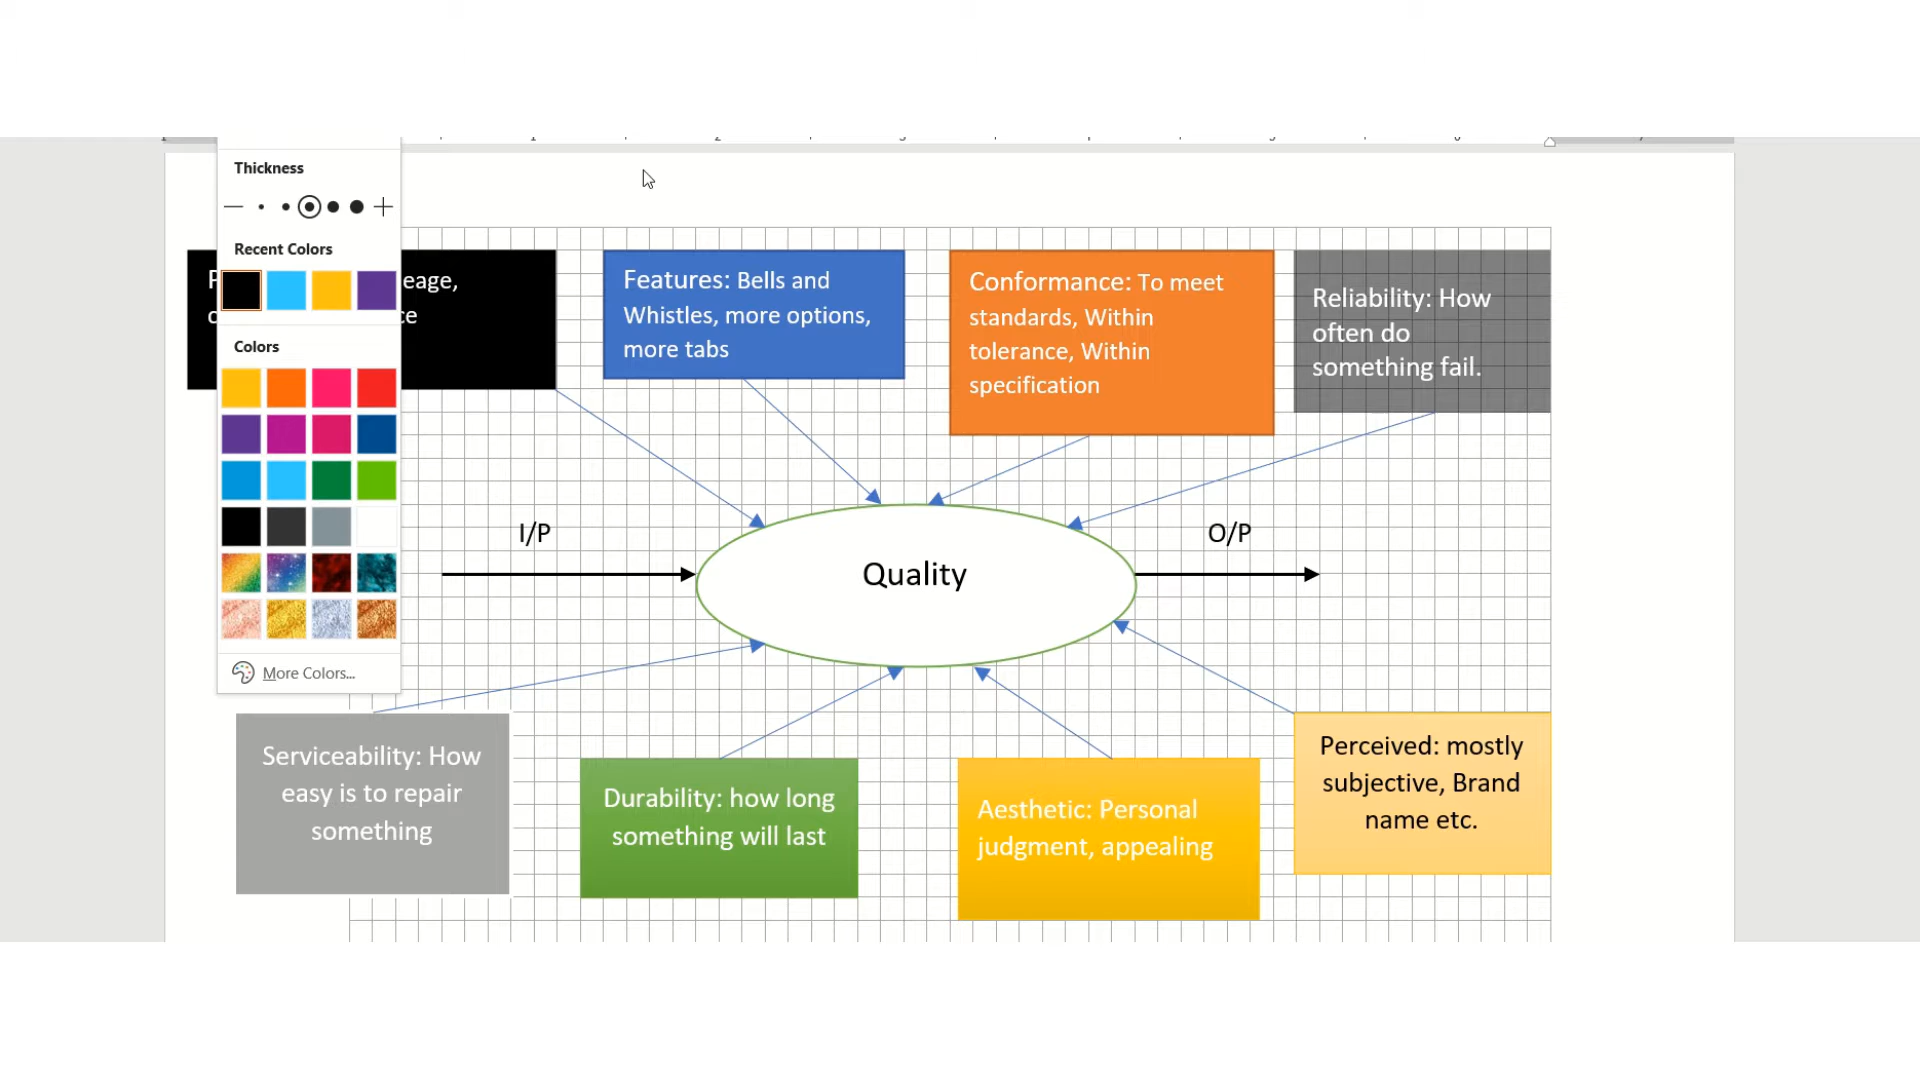 Thickness
Recent Colors
eage,
ce
Features: Bells and
Whistles, more options,
more tabs
Conformance: To meet
standards, Within
tolerance, Within
specification
Reliability: How
often do
something fail.
Colors
I/P
Quality
O/P
More Colors...
Serviceability: How
easy is to repair
something
Durability: how long
something will last
Aesthetic: Personal
judgment, appealing
Perceived: mostly
subjective, Brand
name etc.